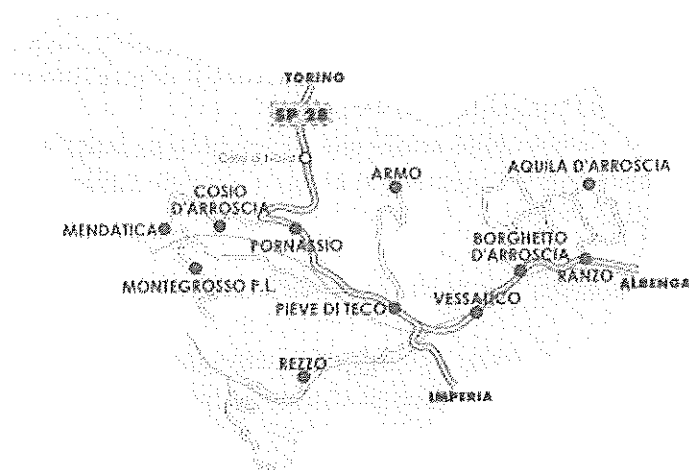 TORINO
SP 28
ARMO
AQUILA D'ARROSCIA
COSIO
D'ARROSCIA
MENDATICA
PORNASSIO
BORGHETTO
D'ARROSCIA
RANZO
ALBENGA
MONTEGROSSO P.L.
PIEVE DI TECO
VESSALICO
REZZO
IMPERIA